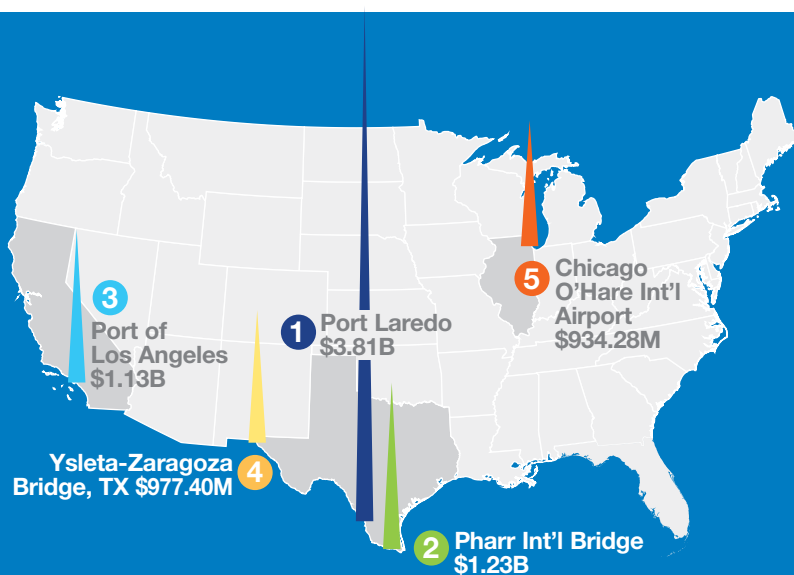 1 Port Laredo
$3.81B
2 Pharr Int'l Bridge
$1.23B
3
Port of
Los Angeles
$1.13B
Ysleta-Zaragoza
Bridge, TX $977.40M
4
5 Chicago
O'Hare Int'l
Airport
$934.28M